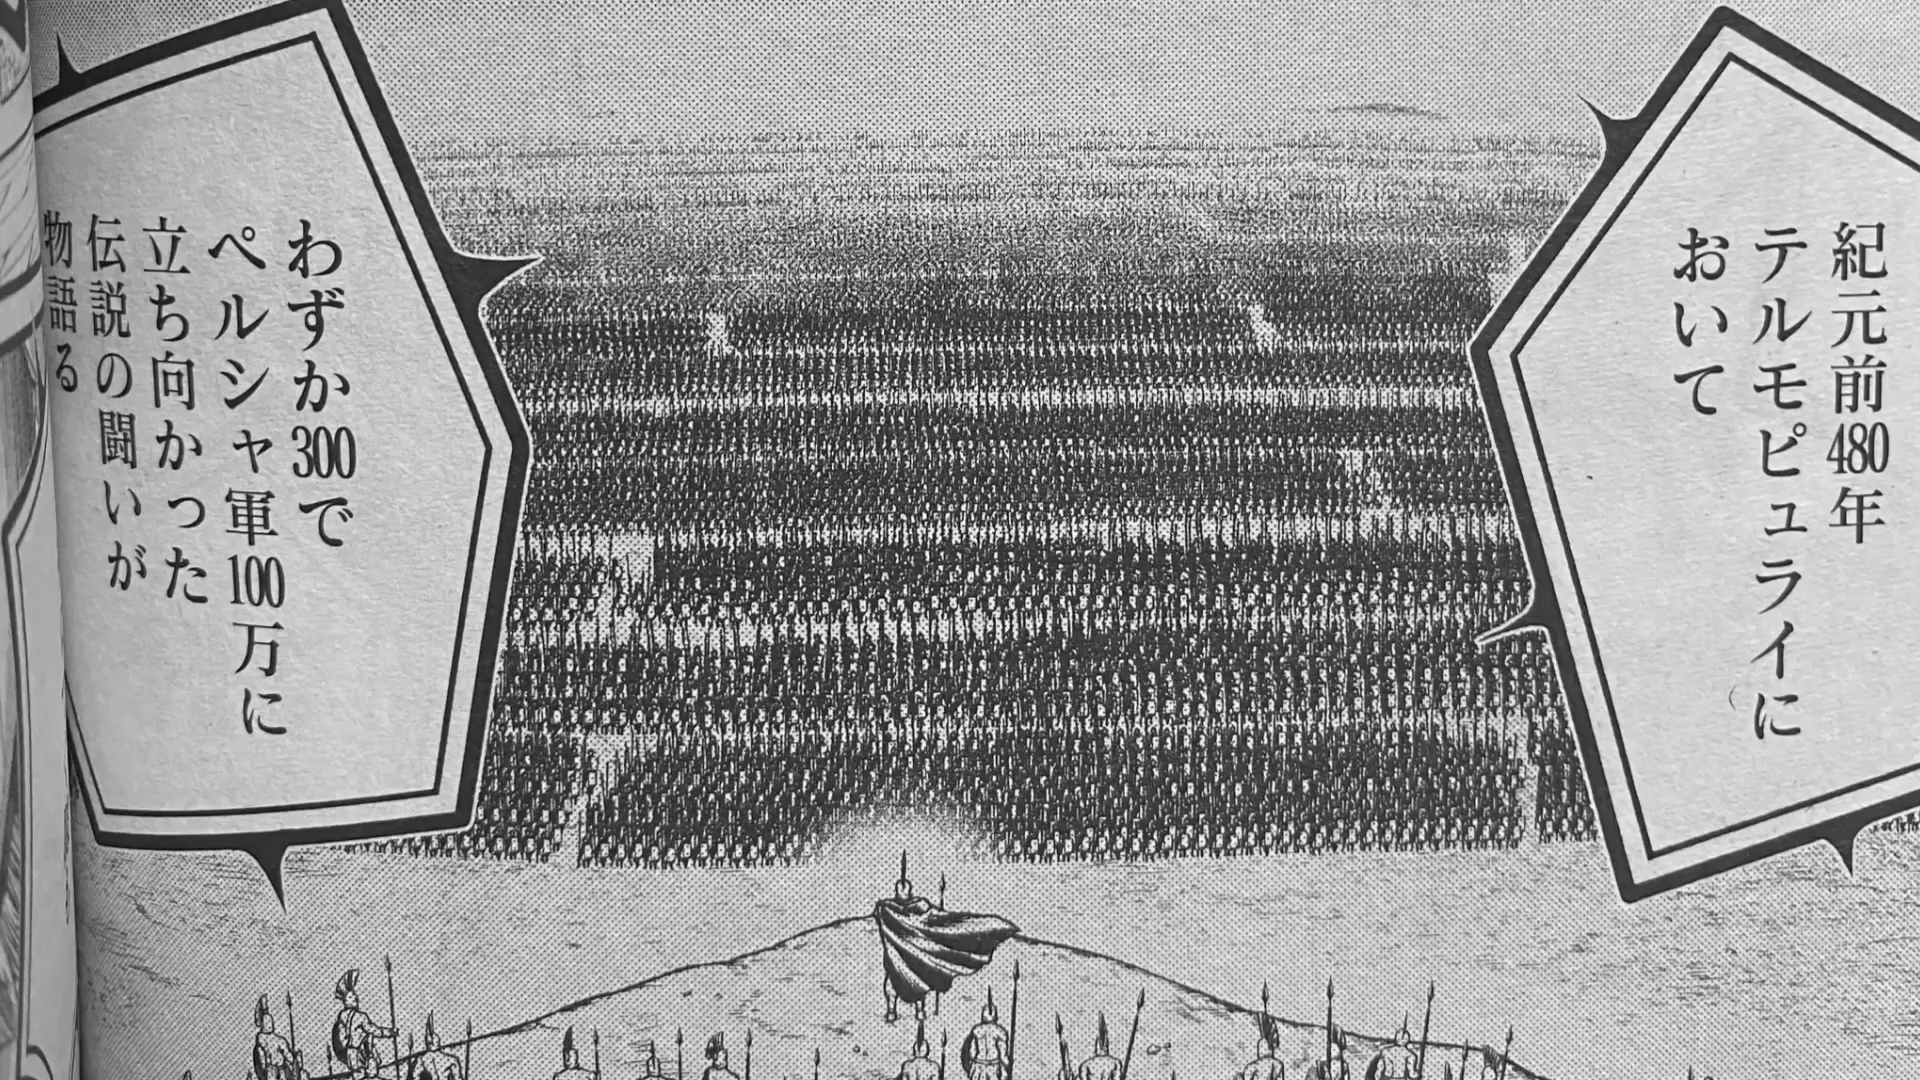 紀元前480年
テルモピュライに
おいて
わずか300で
ペルシャ軍100万に
立ち向かった
伝説の闘いが
物語る